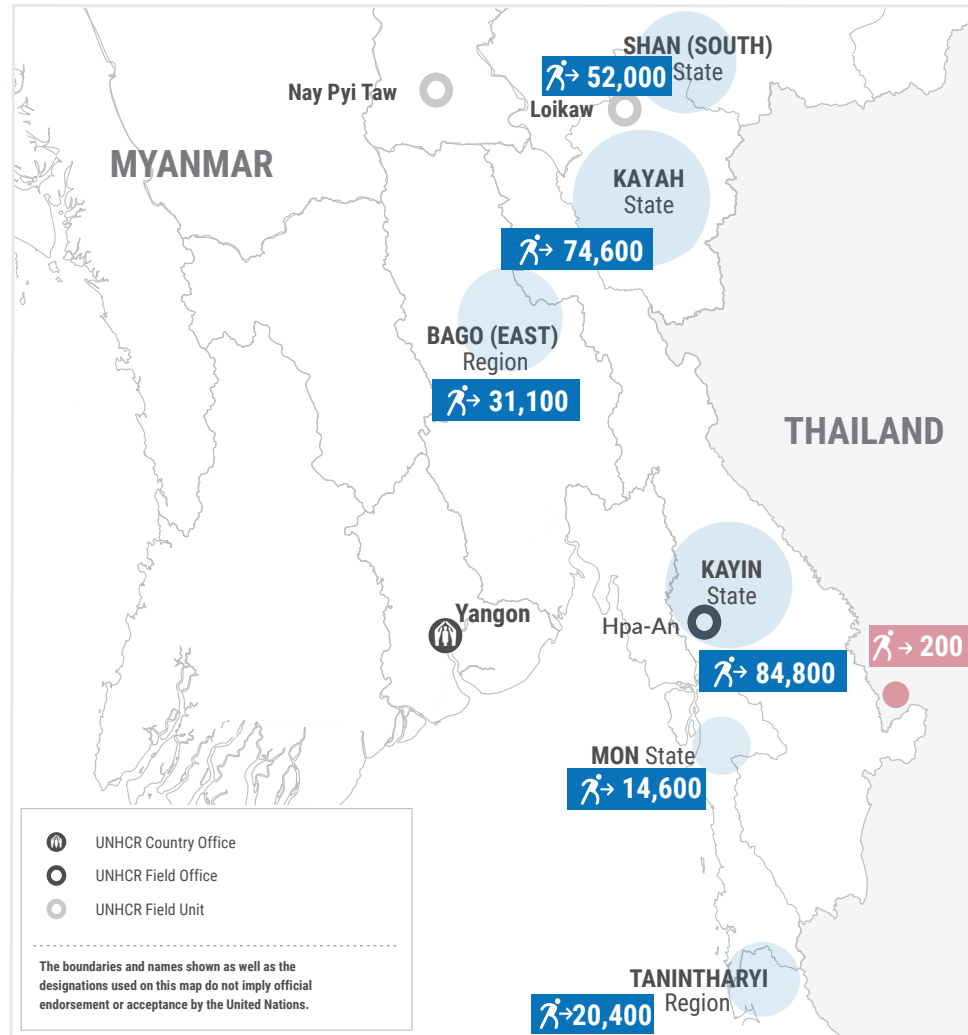 SHAN (SOUTH)
State
52,000
Nay Pyi Taw
Loikaw
MYANMAR
KAYAH
State
74,600
BAGO (EAST)
Region
31,100
THAILAND
KAYIN
State
Yangon
Hpa-An
200
84,800
MON State
14,600
UNHCR Country Office
UNHCR Field Office
UNHCR Field Unit
The boundaries and names shown as well as the
designations used on this map do not imply official
endorsement or acceptance by the United Nations.
TANINTHARYI
Region
20,400